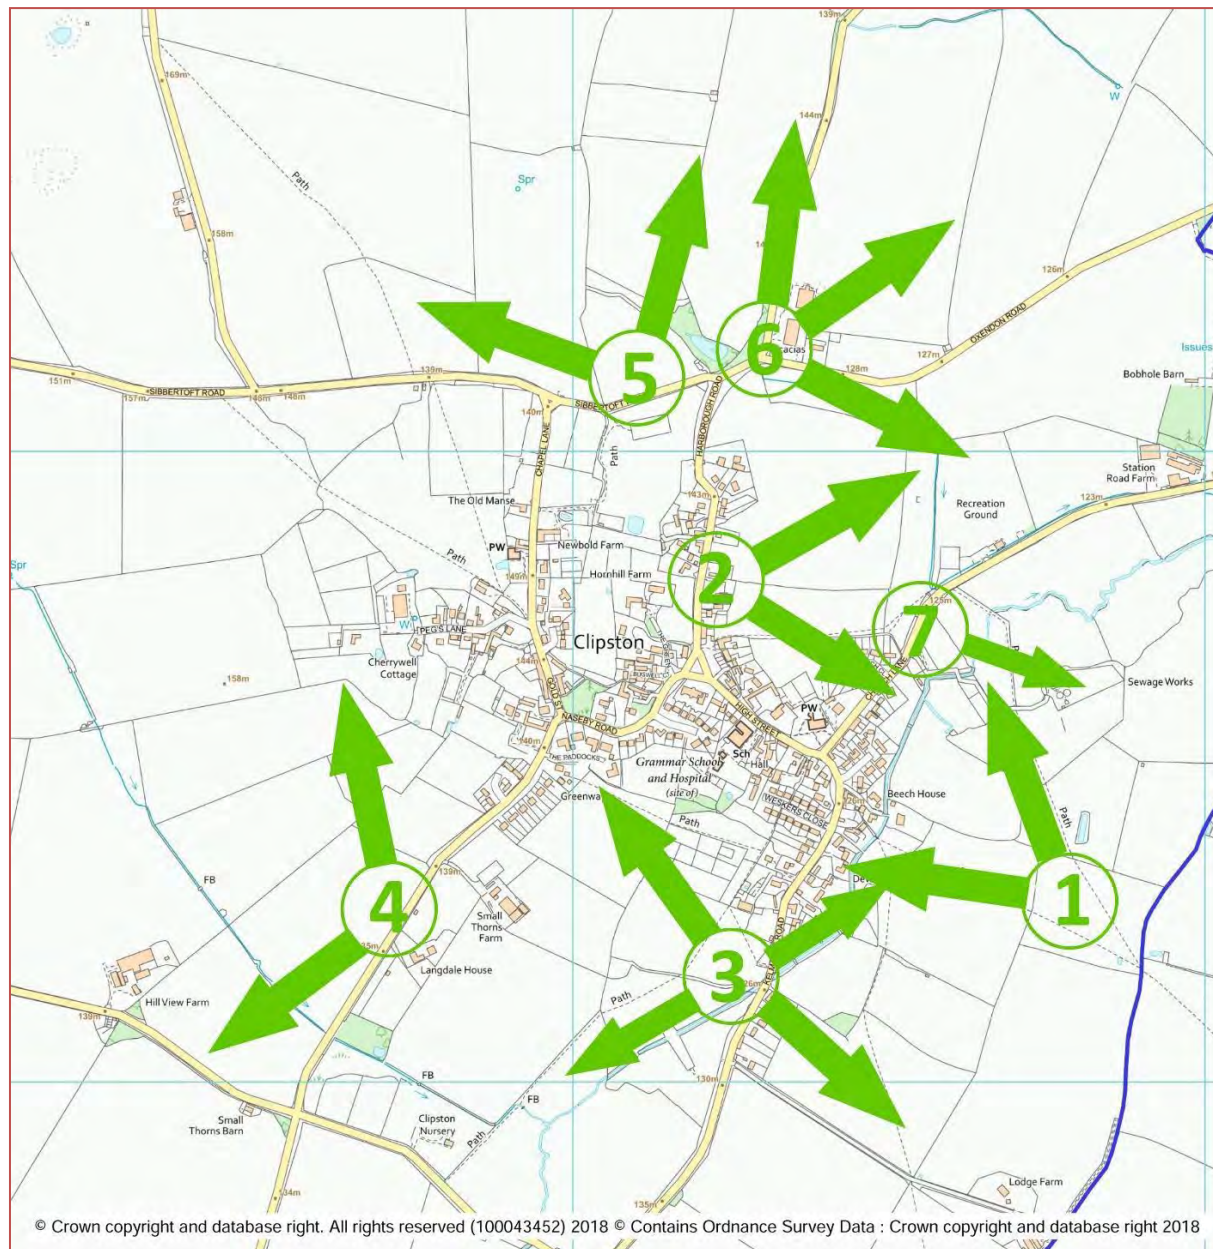 139m
169m
W
144m
Path
Spr
158m
126m
OXENDON ROAD
Issues
5
6
127m
128m
Bobhole Barn
151m
SIBBERTOFT ROAD
139m
148m
148m
140m
HARBOROUGH ROAD
CHAPEL LANE
Path
Station
Road Farm
The Old Manse
143m
Recreation
Ground
123m
PW
Newbold Farm
Spr
Path
149m
Hornhill Farm
2
125m
7
W
PEG'S LANE
Clipston
Cherrywell
Cottage
144m
158m
GOLD ST
Sewage Works
NASEBY ROAD
HIGH STREET
PW
140m
THE PADDOCKS
Sch
Grammar School
and Hospital
(site of)
Hall
Greenway
WESKERS CLOSE
Beech House
Path
Path
139m
FB
4
1
Small
Thorns
Farm
3
Langdale House
Path
Hill View Farm
139m
FB
130m
FB
Small
Thorns Barn
Clipston
Nursery
Path
134m
Lodge Farm
135m
© Crown copyright and database right. All rights reserved (100043452) 2018 © Contains Ordnance Survey Data : Crown copyright and database right 2018